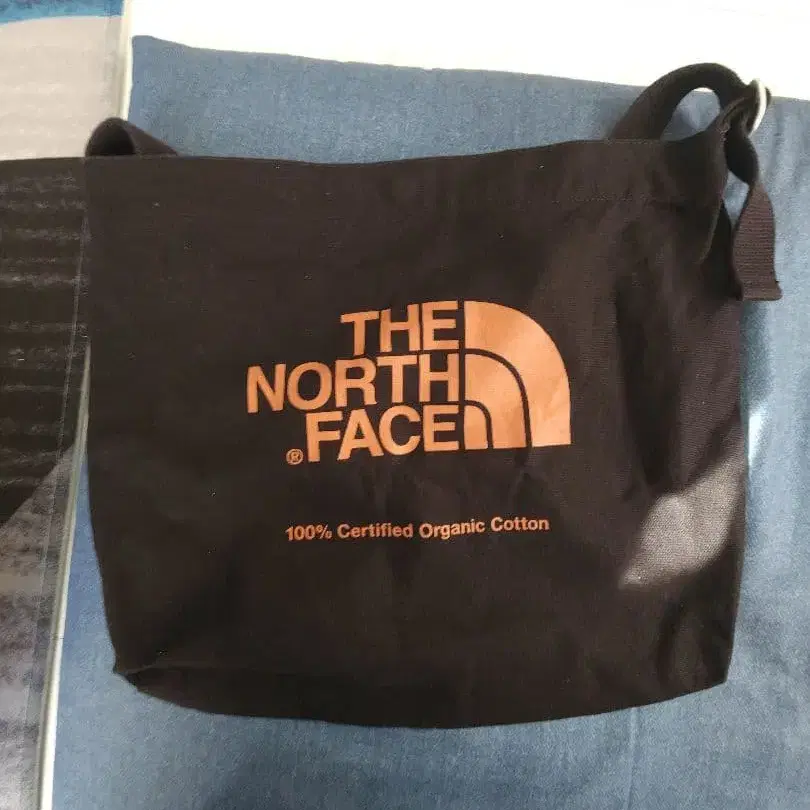 THE
NORTH
® FACE
100% Certified Organic Cotton